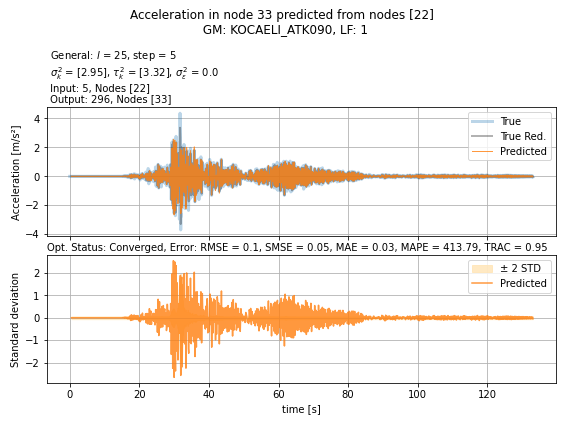 Acceleration in node 33 predicted from nodes [22]
GM: KOCAELI_ATK090, LF: 1
General: l = 25, step = 5
σ²ₖ = [2.95], τ²ₖ = [3.32], σ²ε = 0.0
Input: 5, Nodes [22]
Output: 296, Nodes [33]
Acceleration [m/s²]
4
2
0
−2
−4
True
True Red.
Predicted
Opt. Status: Converged, Error: RMSE = 0.1, SMSE = 0.05, MAE = 0.03, MAPE = 413.79, TRAC = 0.95
Standard deviation
2
1
0
−1
−2
± 2 STD
Predicted
0 20 40 60 80 100 120
time [s]